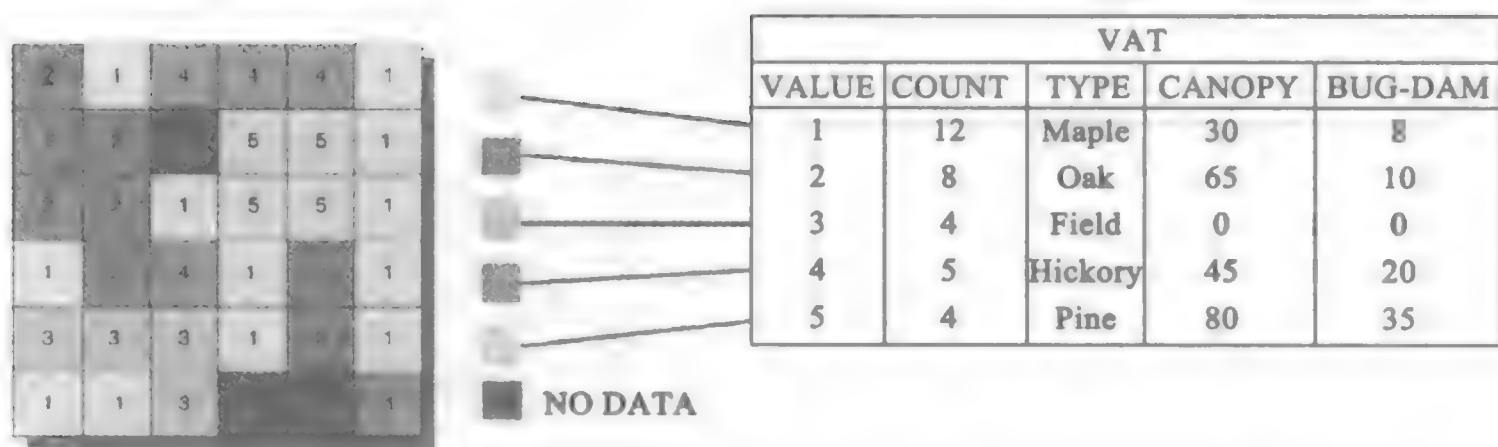 VAT
VALUE COUNT TYPE CANOPY BUG-DAM
1 12 Maple 30 8
2 8 Oak 65 10
3 4 Field 0 0
4 5 Hickory 45 20
5 4 Pine 80 35
NO DATA
2 1 4 4 4 1
5 5 1
1 5 5 1
1 4 1 1
3 3 3 1 1
1 1 3 1